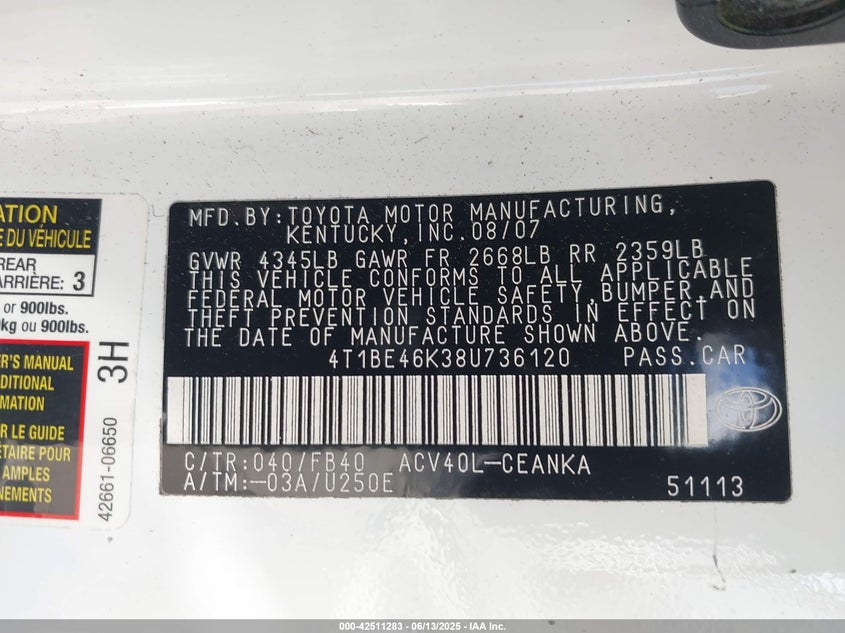 ATION
DU VÉHICULE
REAR
ARRIÈRE: 3
or 900lbs.
kg ou 900lbs.
R'S MANUAL
DITIONAL
RMATION
R LE GUIDE
ÉTAIRE POUR
AMPLES
NEMENTS
3H
42661-06650
MFD.BY:TOYOTA MOTOR MANUFACTURING,
KENTUCKY,INC.08/07
GVWR 4345LB GAWR FR 2668LB RR 2359LB
THIS VEHICLE CONFORMS TO ALL APPLICABLE
FEDERAL MOTOR VEHICLE SAFETY,BUMPER,AND
THEFT PREVENTION STANDARDS IN EFFECT ON
THE DATE OF MANUFACTURE SHOWN ABOVE.
4T1BE46K38U736120 PASS.CAR
C/TR:040/FB40 ACV40L-CEANKA
A/TM:-03A/U250E
51113
000-42511283 - 06/13/2025 - IAA Inc.